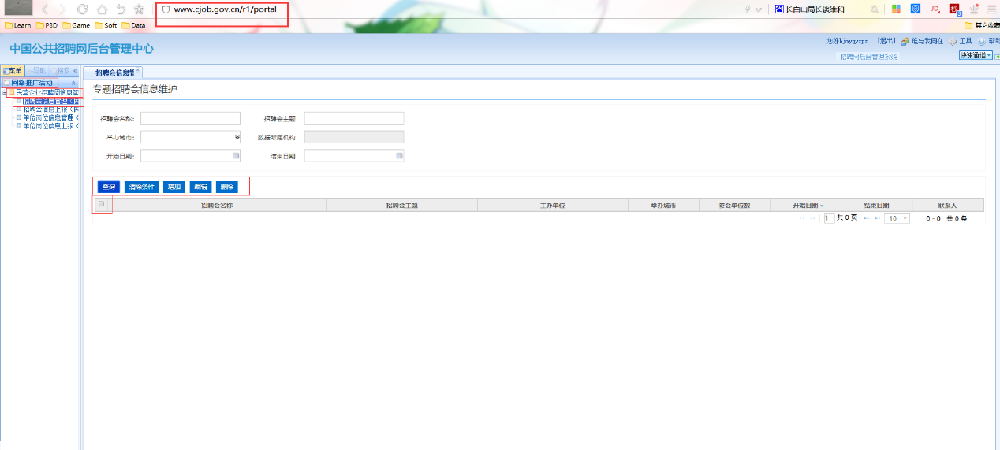 www.cjob.gov.cn/r1/portal
长白山局长谈维和
JD
秒
Learn P3D Game Soft Data 其它收藏
中国公共招聘网后台管理中心
您好bjnyqyzpz [退出] 谁与我同在 工具 帮助
招聘网后台管理系统
快速通道
菜单 导航 搜索 «
招聘会信息管
网络推广活动
民营企业招聘周信息管
招聘会信息管理（民
招聘会信息上报（民
单位岗位信息管理（
单位岗位信息上报（
专题招聘会信息维护
招聘会名称: 招聘会主题:
举办城市: 数据所属机构:
开始日期: 结束日期:
查询 清除条件 增加 编辑 删除
招聘会名称 招聘会主题 主办单位 举办城市 参会单位数 开始日期 结束日期 联系人
1 共 0 页 10 0 - 0 共 0 条